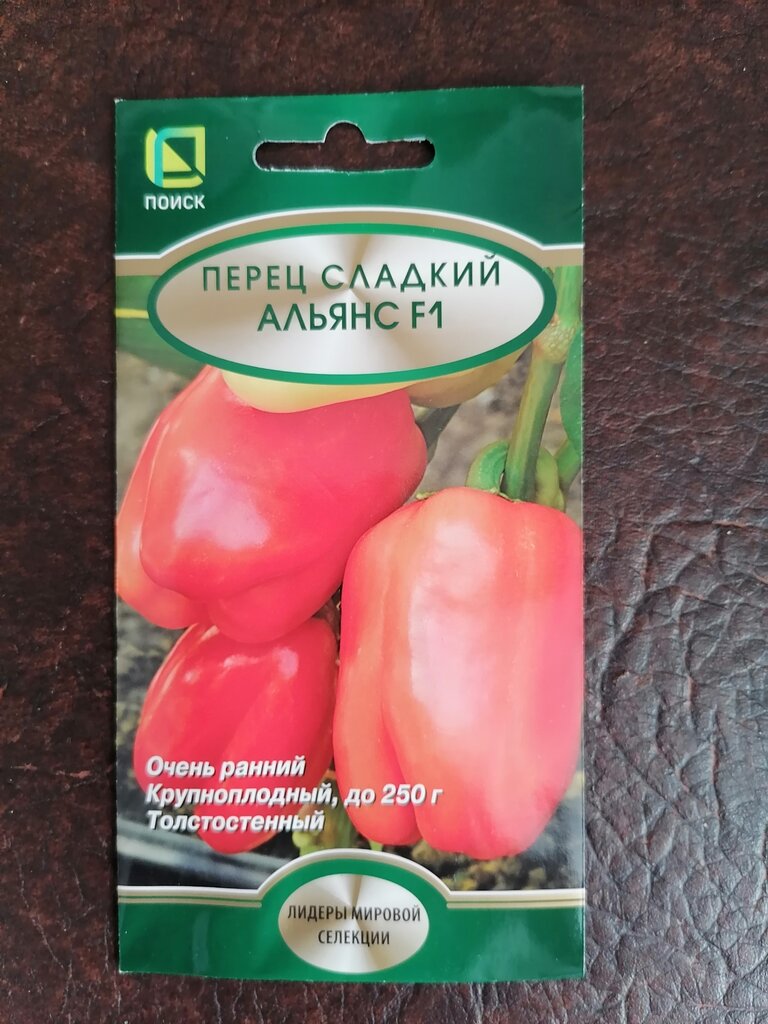 ПОИСК
ПЕРЕЦ СЛАДКИЙ
АЛЬЯНС F1
Очень ранний
Крупноплодный, до 250 г
Толстостенный
ЛИДЕРЫ МИРОВОЙ
СЕЛЕКЦИИ